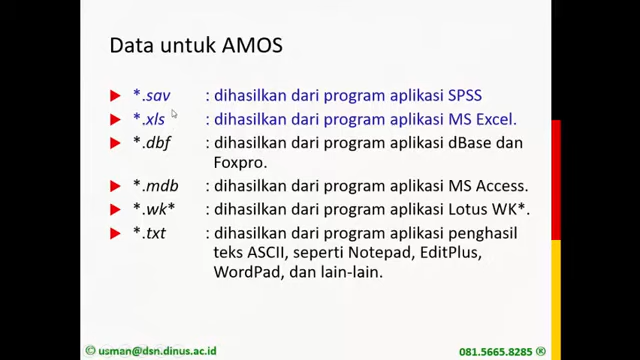 Data untuk AMOS
*.sav : dihasilkan dari program aplikasi SPSS
*.xls : dihasilkan dari program aplikasi MS Excel.
*.dbf : dihasilkan dari program aplikasi dBase dan
Foxpro.
*.mdb : dihasilkan dari program aplikasi MS Access.
*.wk* : dihasilkan dari program aplikasi Lotus WK*.
*.txt : dihasilkan dari program aplikasi penghasil
teks ASCII, seperti Notepad, EditPlus,
WordPad, dan lain-lain.
© usman@dsn.dinus.ac.id 081.5665.8285 ®